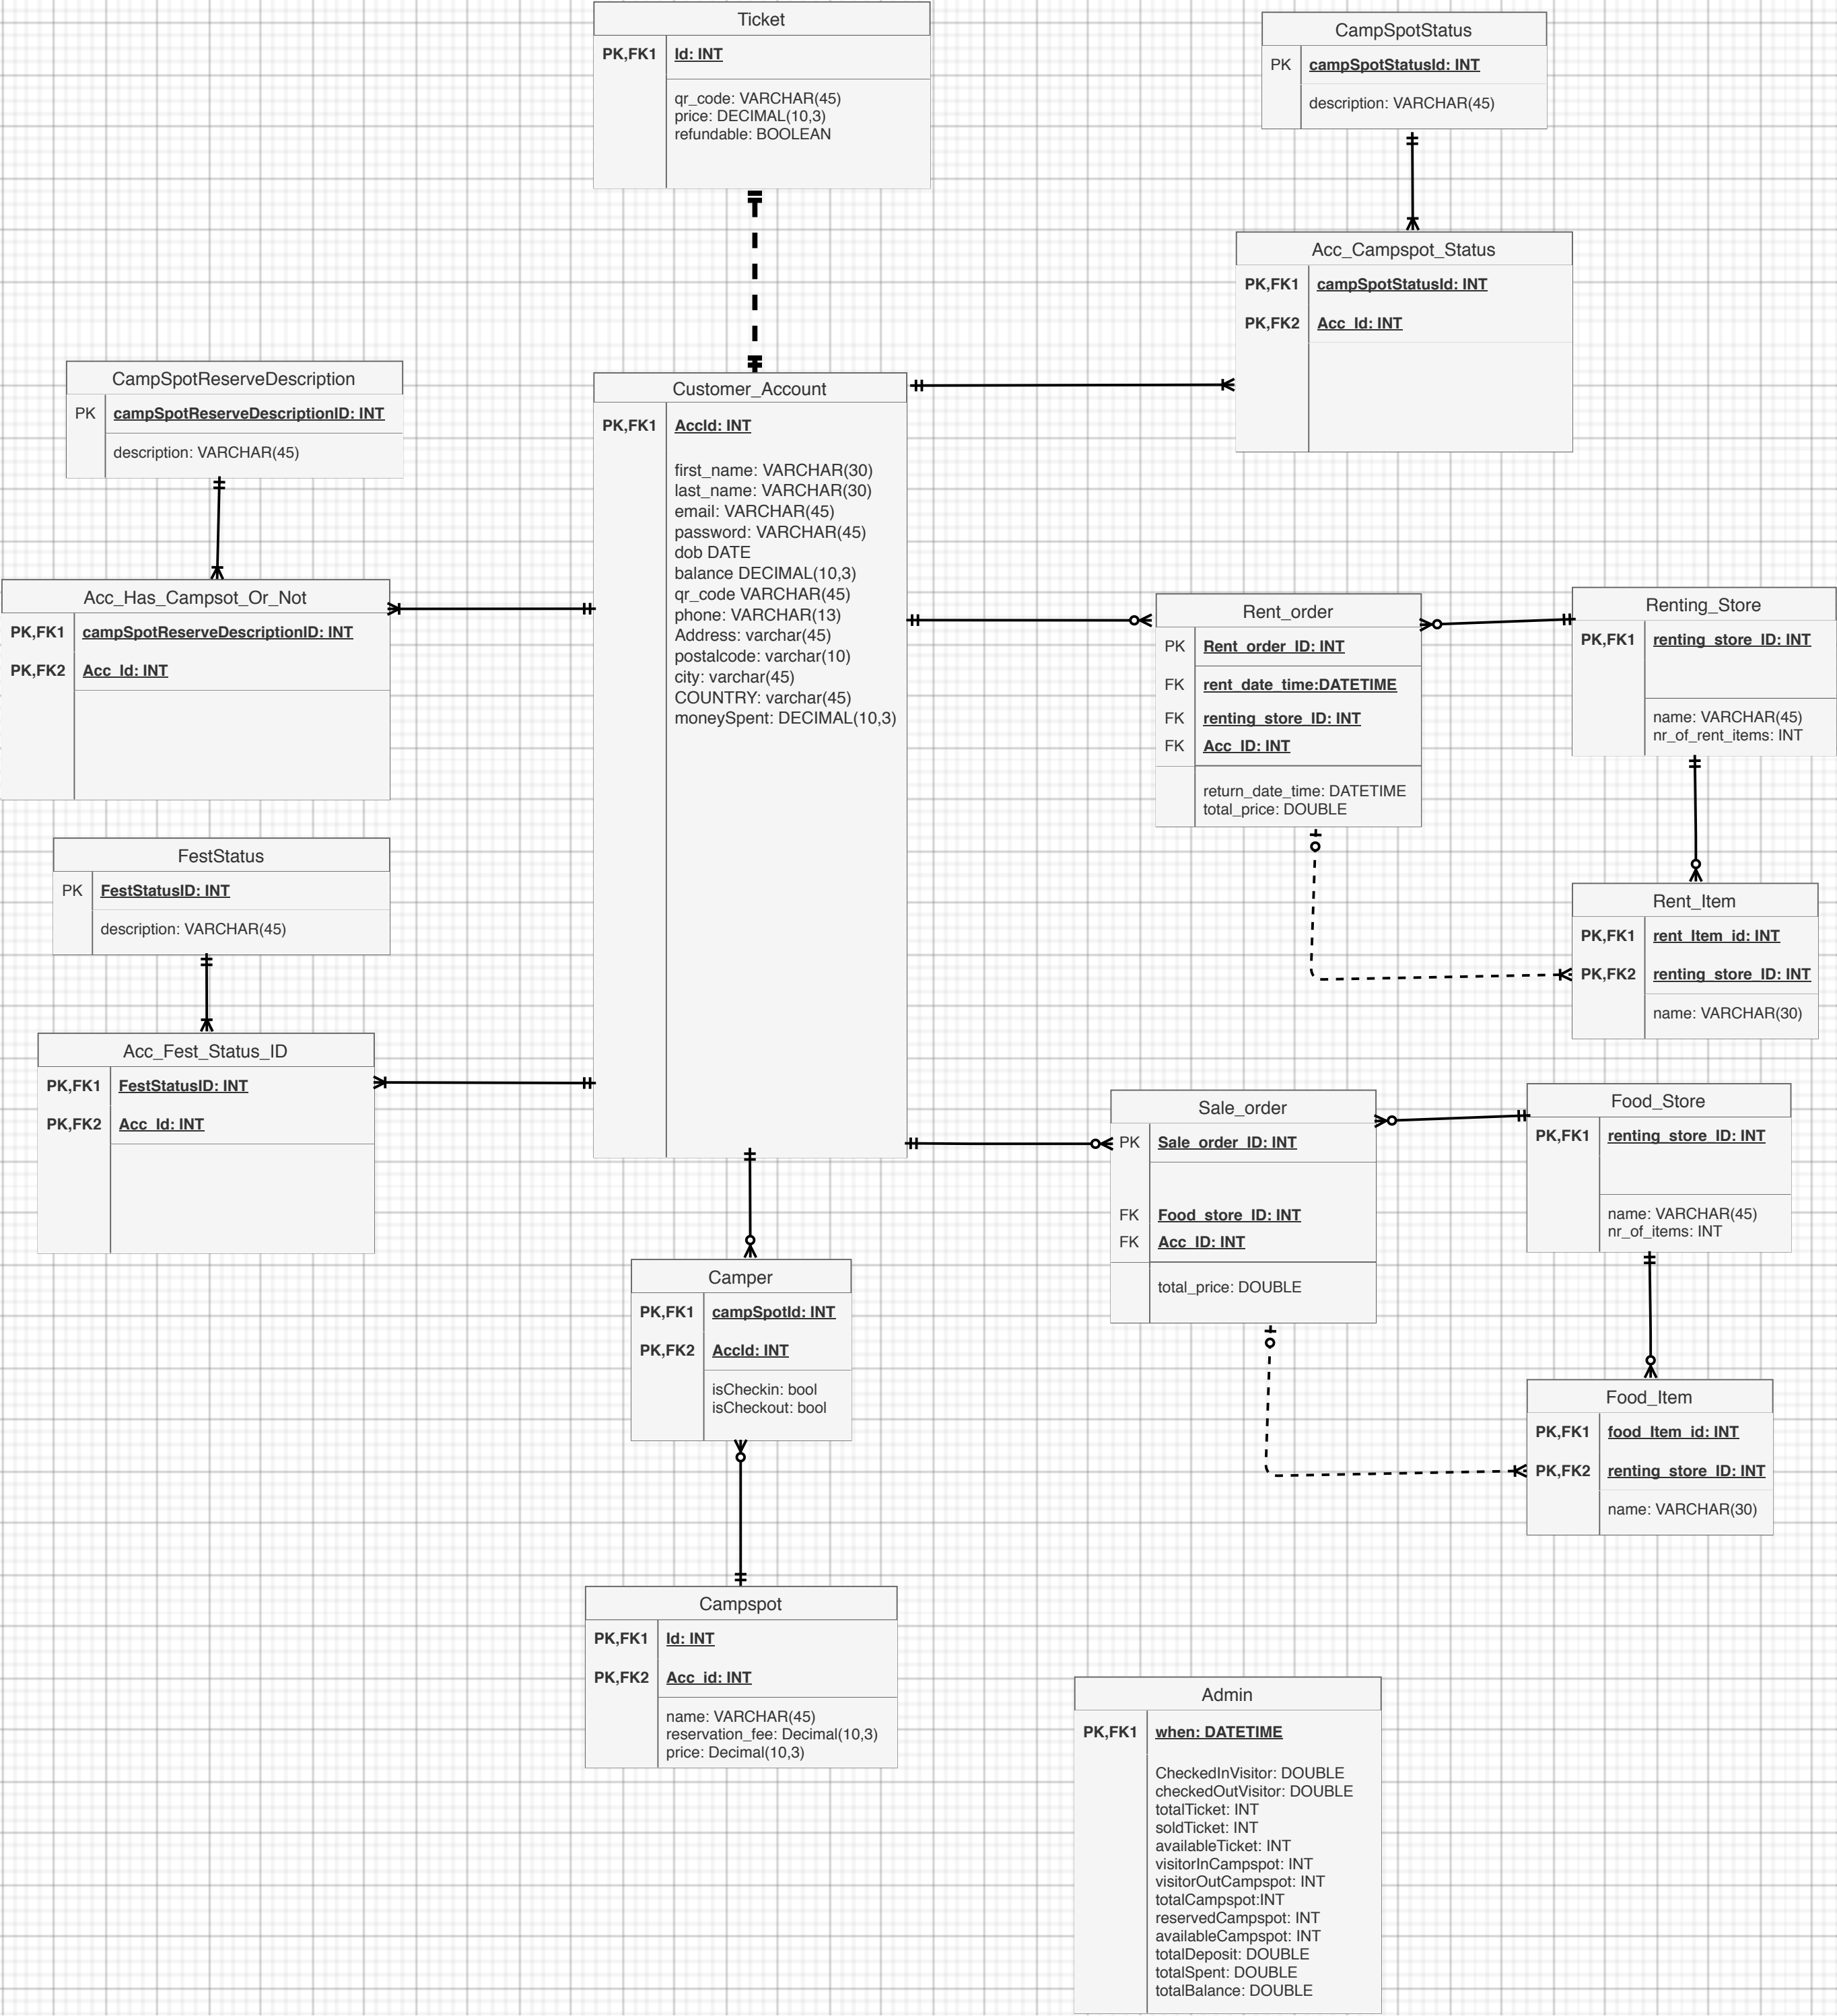 Ticket
PK,FK1 Id: INT
qr_code: VARCHAR(45)
price: DECIMAL(10,3)
refundable: BOOLEAN
CampSpotStatus
PK campSpotStatusId: INT
description: VARCHAR(45)
Acc_Campspot_Status
PK,FK1 campSpotStatusId: INT
PK,FK2 Acc_Id: INT
CampSpotReserveDescription
PK campSpotReserveDescriptionID: INT
description: VARCHAR(45)
Customer_Account
PK,FK1 AccId: INT
first_name: VARCHAR(30)
last_name: VARCHAR(30)
email: VARCHAR(45)
password: VARCHAR(45)
dob DATE
balance DECIMAL(10,3)
qr_code VARCHAR(45)
phone: VARCHAR(13)
Address: varchar(45)
postalcode: varchar(10)
city: varchar(45)
COUNTRY: varchar(45)
moneySpent: DECIMAL(10,3)
Acc_Has_Campsot_Or_Not
PK,FK1 campSpotReserveDescriptionID: INT
PK,FK2 Acc_Id: INT
Rent_order
PK Rent_order_ID: INT
FK rent_date_time:DATETIME
FK renting_store_ID: INT
FK Acc_ID: INT
return_date_time: DATETIME
total_price: DOUBLE
Renting_Store
PK,FK1 renting_store_ID: INT
name: VARCHAR(45)
nr_of_rent_items: INT
FestStatus
PK FestStatusID: INT
description: VARCHAR(45)
Rent_Item
PK,FK1 rent_Item_id: INT
PK,FK2 renting_store_ID: INT
name: VARCHAR(30)
Acc_Fest_Status_ID
PK,FK1 FestStatusID: INT
PK,FK2 Acc_Id: INT
Sale_order
PK Sale_order_ID: INT
FK Food_store_ID: INT
FK Acc_ID: INT
total_price: DOUBLE
Food_Store
PK,FK1 renting_store_ID: INT
name: VARCHAR(45)
nr_of_items: INT
Camper
PK,FK1 campSpotId: INT
PK,FK2 AccId: INT
isCheckin: bool
isCheckout: bool
Food_Item
PK,FK1 food_Item_id: INT
PK,FK2 renting_store_ID: INT
name: VARCHAR(30)
Campspot
PK,FK1 Id: INT
PK,FK2 Acc_id: INT
name: VARCHAR(45)
reservation_fee: Decimal(10,3)
price: Decimal(10,3)
Admin
PK,FK1 when: DATETIME
CheckedInVisitor: DOUBLE
checkedOutVisitor: DOUBLE
totalTicket: INT
soldTicket: INT
availableTicket: INT
visitorInCampspot: INT
visitorOutCampspot: INT
totalCampspot:INT
reservedCampspot: INT
availableCampspot: INT
totalDeposit: DOUBLE
totalSpent: DOUBLE
totalBalance: DOUBLE